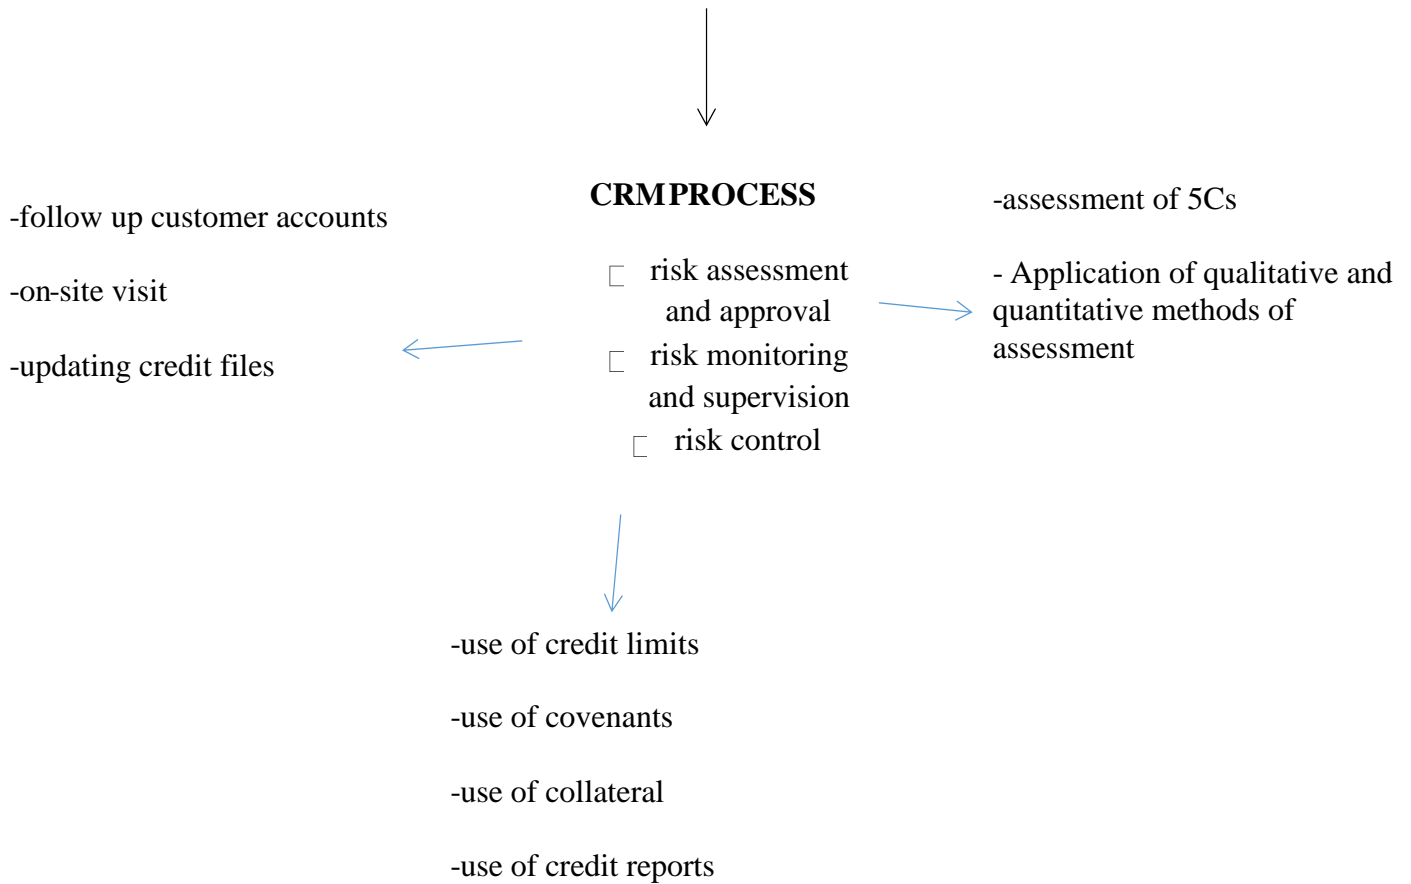 CRM PROCESS
risk assessment
and approval
risk monitoring
and supervision
risk control
-follow up customer accounts
-on-site visit
-updating credit files
-assessment of 5Cs
- Application of qualitative and
quantitative methods of
assessment
-use of credit limits
-use of covenants
-use of collateral
-use of credit reports